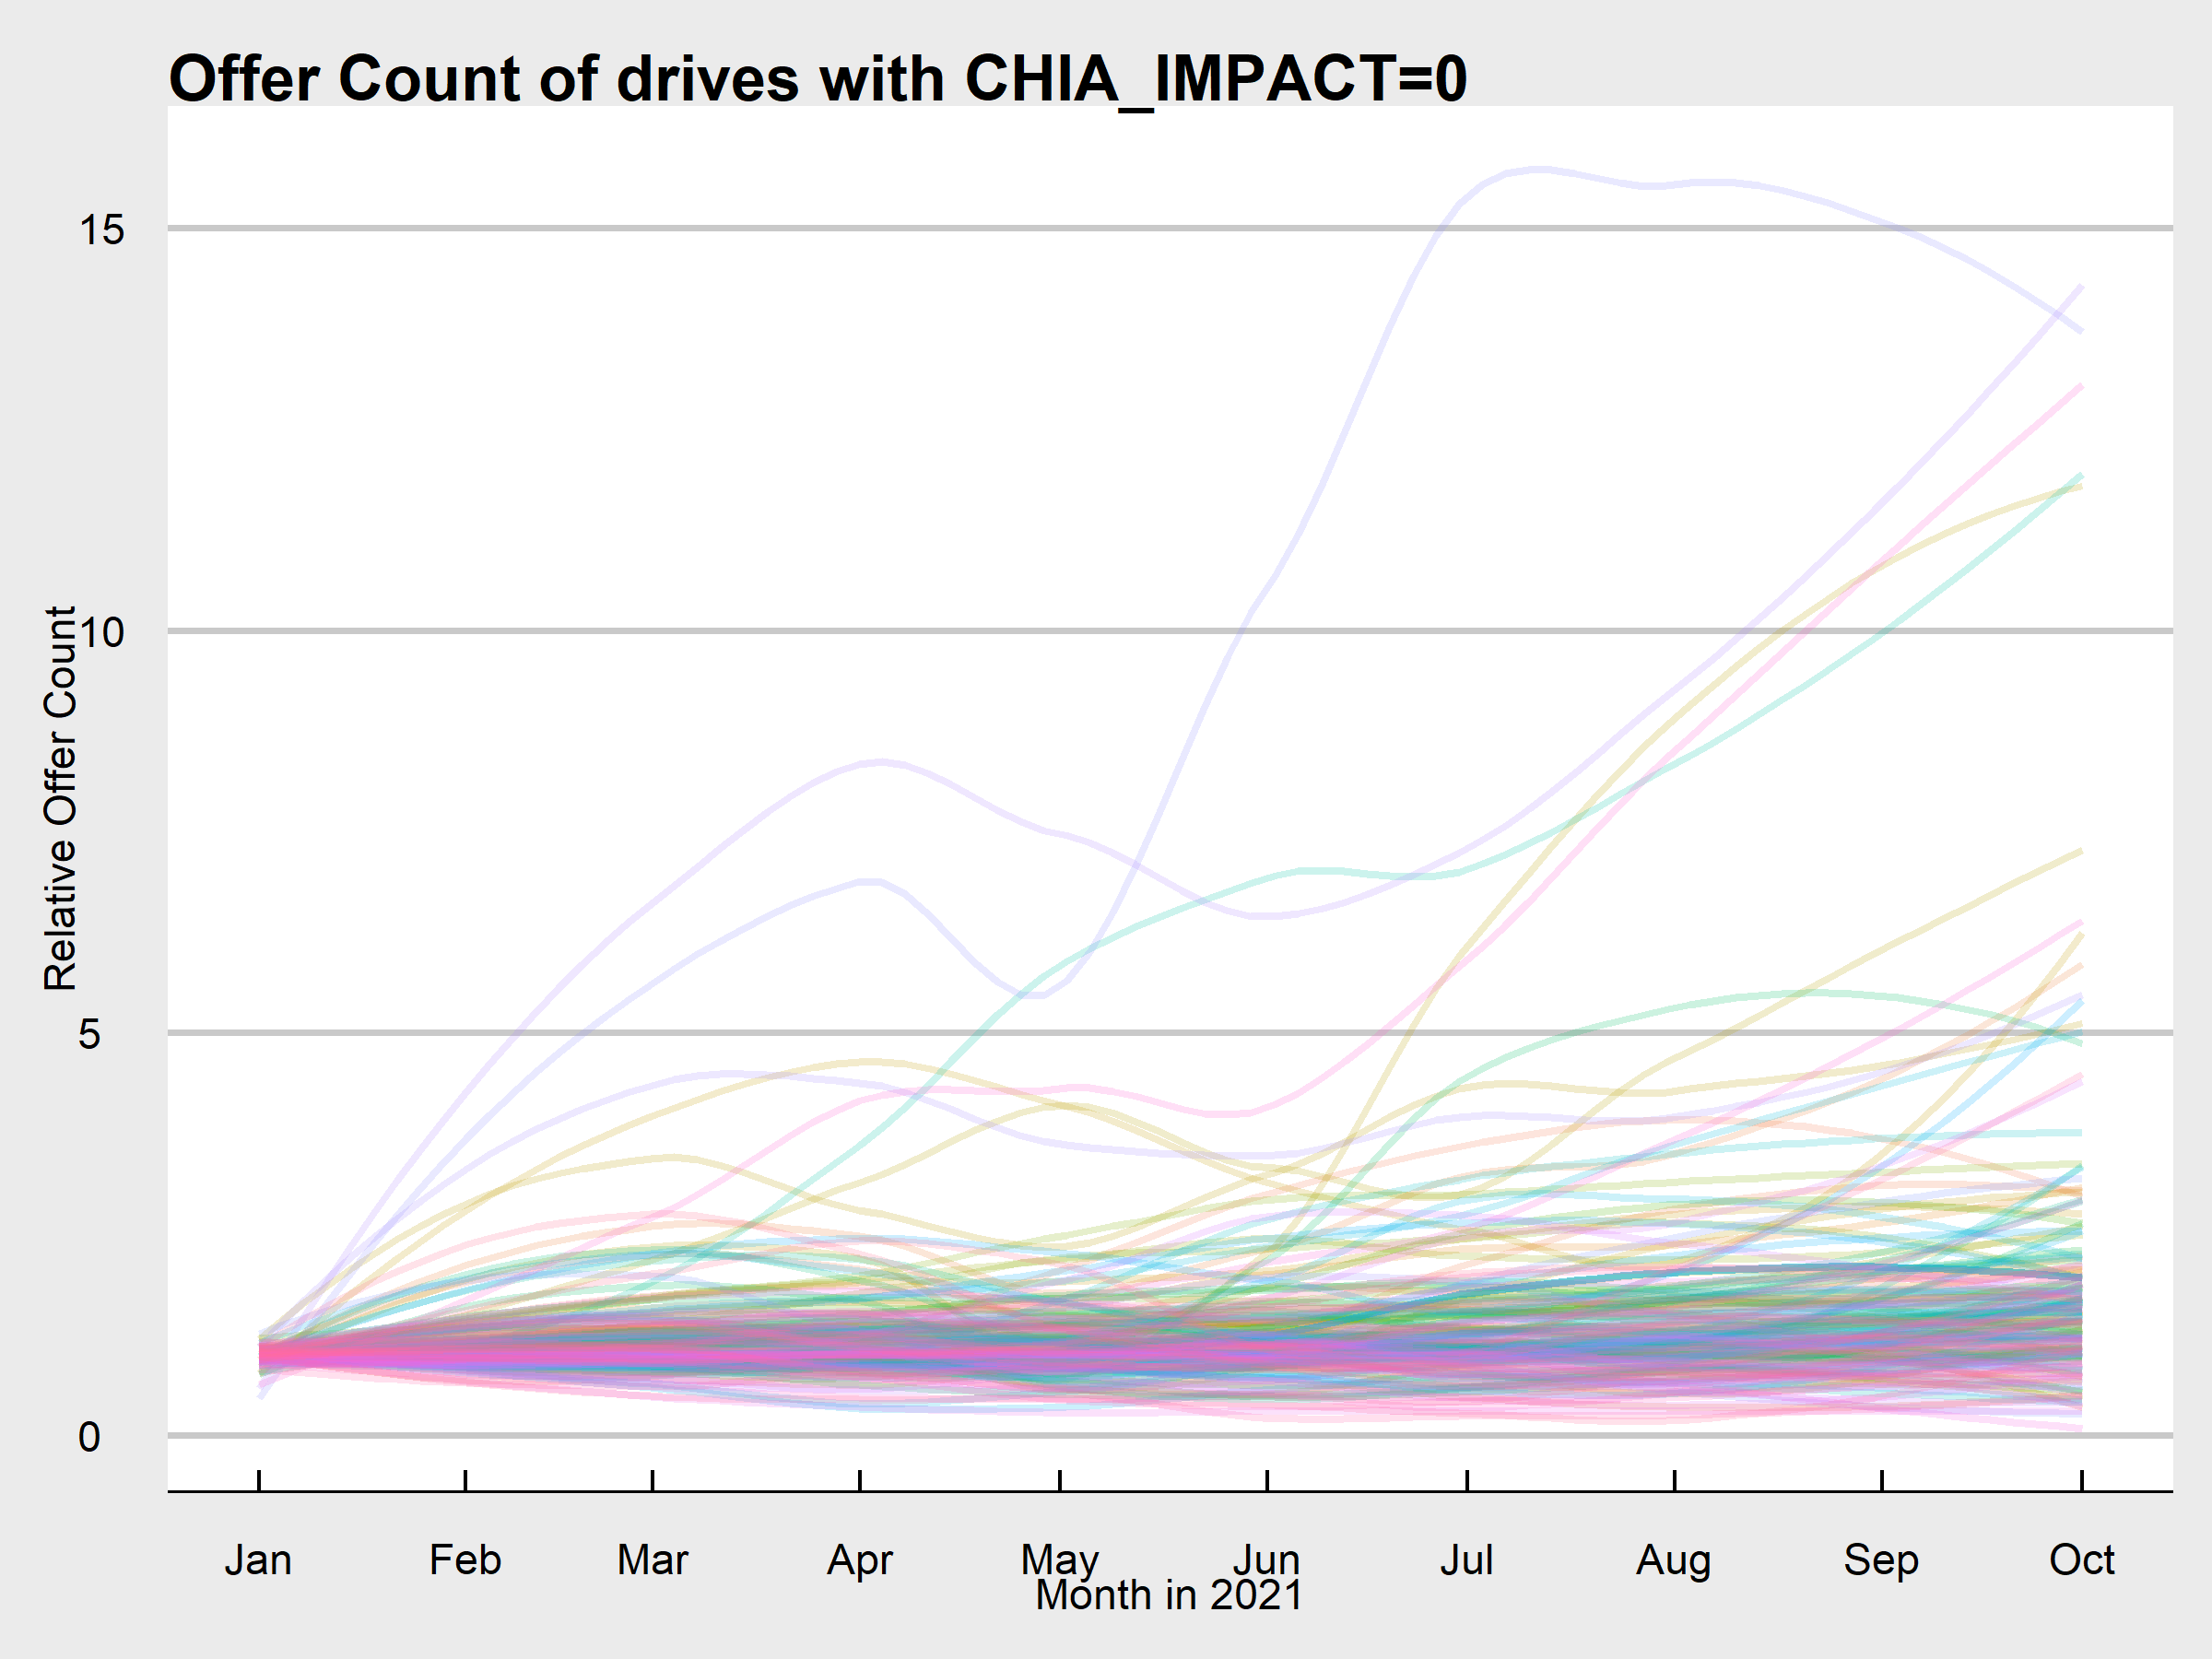 Offer Count of drives with CHIA_IMPACT=0
Relative Offer Count
15
10
5
0
Jan Feb Mar Apr May Jun Jul Aug Sep Oct
Month in 2021